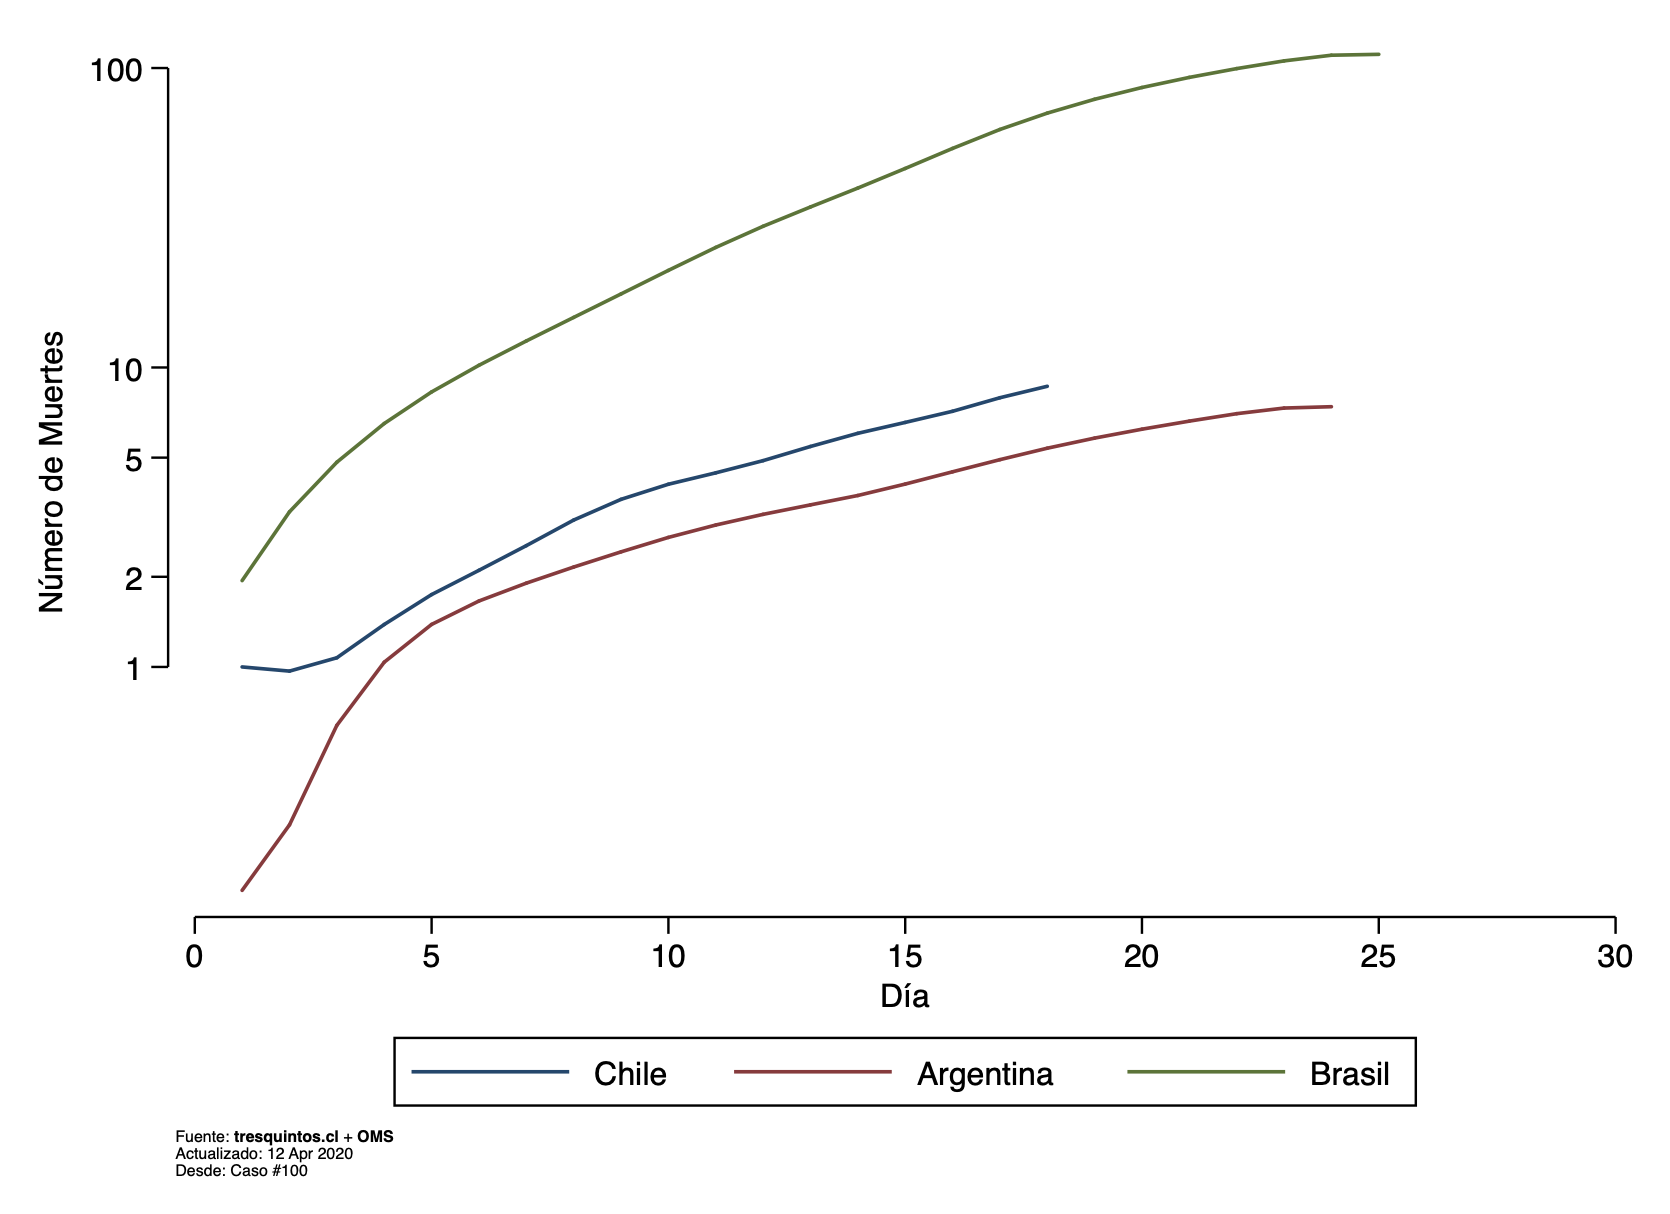 100
10
5
2
1
Número de Muertes
0 5 10 15 20 25 30
Día
Chile Argentina Brasil
Fuente: tresquintos.cl + OMS
Actualizado: 12 Apr 2020
Desde: Caso #100